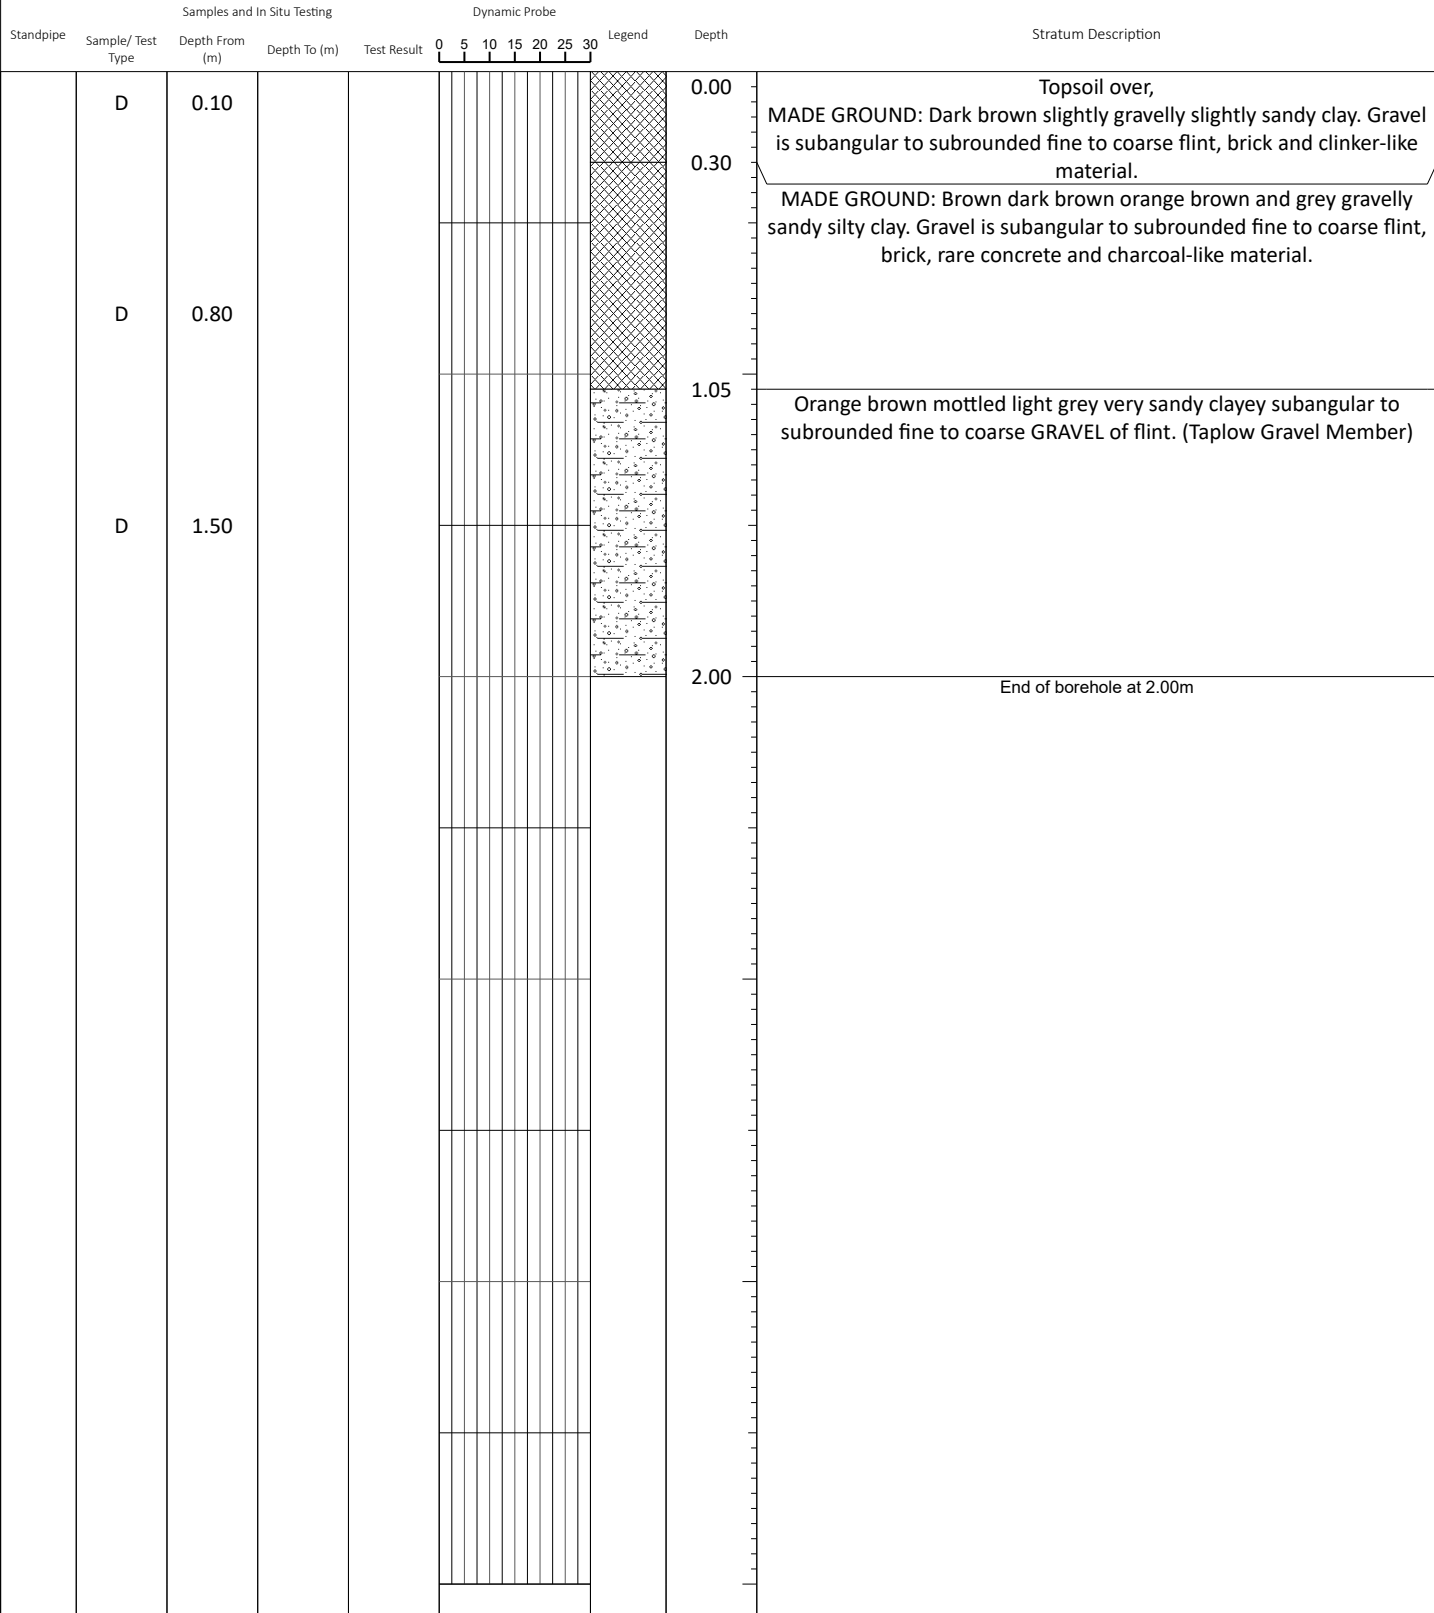 Samples and In Situ Testing
Dynamic Probe
Standpipe
Sample/ Test
Type
Depth From
(m)
Depth To (m)
Test Result
0 5 10 15 20 25 30
Legend
Depth
Stratum Description
D 0.10
0.00
Topsoil over,
MADE GROUND: Dark brown slightly gravelly slightly sandy clay. Gravel
is subangular to subrounded fine to coarse flint, brick and clinker-like
material.
0.30
MADE GROUND: Brown dark brown orange brown and grey gravelly
sandy silty clay. Gravel is subangular to subrounded fine to coarse flint,
brick, rare concrete and charcoal-like material.
D 0.80
1.05
Orange brown mottled light grey very sandy clayey subangular to
subrounded fine to coarse GRAVEL of flint. (Taplow Gravel Member)
D 1.50
2.00
End of borehole at 2.00m